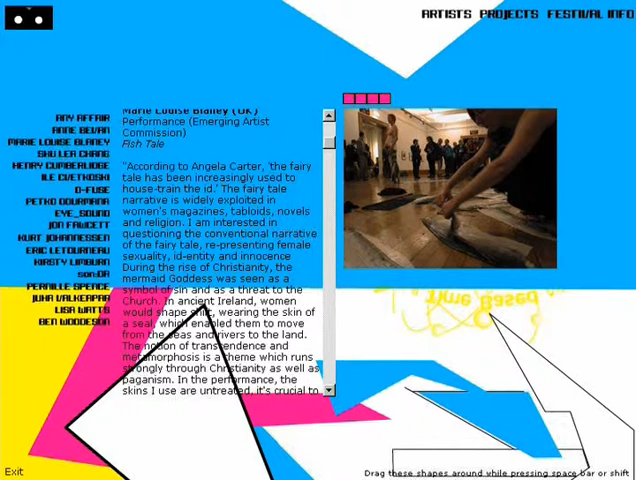 ARTISTS PROJECTS FESTIVAL INFO
ANY AFFAIR
ANNE BEVAN
MARIE LOUISE BLANEY
SHU LEA CHANG
HENRY CUMBERLIDGE
ILE CVETKOSKI
D-FUSE
PETKO DOURMANA
EYE_SOUND
JON FAWCETT
KURT JOHANNESSEN
ERIC LETOURNEAU
KIRSTY LIMBURN
son:DA
PERNILLE SPENCE
JUHA VALKEAPAA
LISA WATTS
BEN WOODESON
Marie Louise Blaney (UK)
Performance (Emerging Artist
Commission)
Fish Tale
"According to Angela Carter, 'the fairy
tale has been increasingly used to
house-train the id.' The fairy tale
narrative is widely exploited in
women's magazines, tabloids, novels
and religion. I am interested in
questioning the conventional narrative
of the fairy tale, re-presenting female
sexuality, id-entity and innocence
During the rise of Christianity, the
mermaid Goddess was seen as a
symbol of sin and as a threat to the
Church. In ancient Ireland, women
would shape shift, wearing the skin of
a seal, which enabled them to move
from the seas and rivers to the land.
The notion of transcendence and
metamorphosis is a theme which runs
strongly through Christianity as well as
paganism. In the performance, the
skins I use are untreated, it's crucial to
Time Based
Exit
Drag these shapes around while pressing space bar or shift